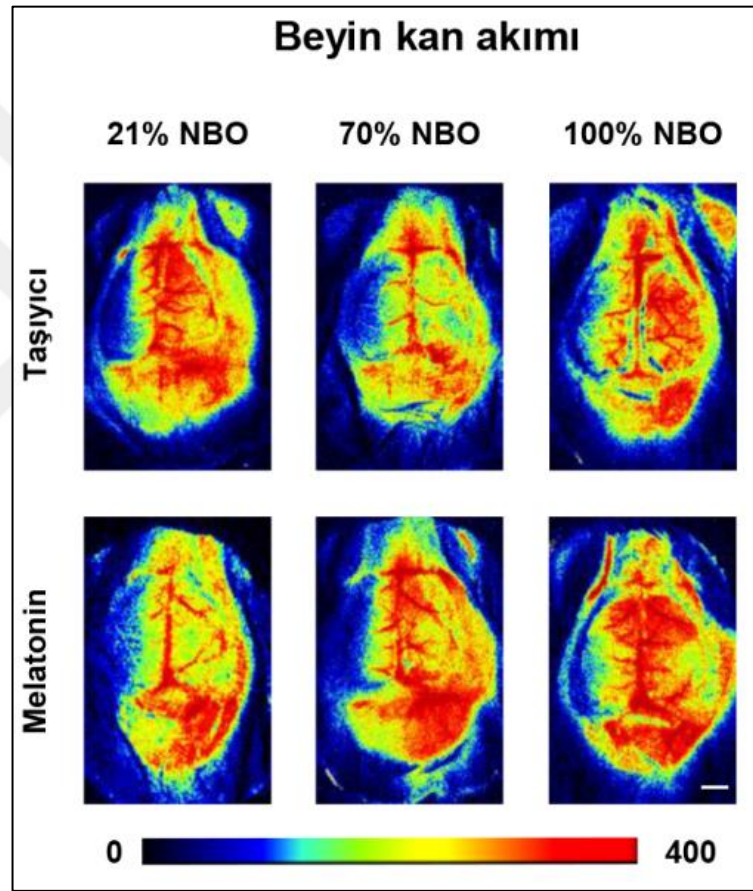 Beyin kan akımı
21% NBO 70% NBO 100% NBO
Taşıyıcı
Melatonin
0 400